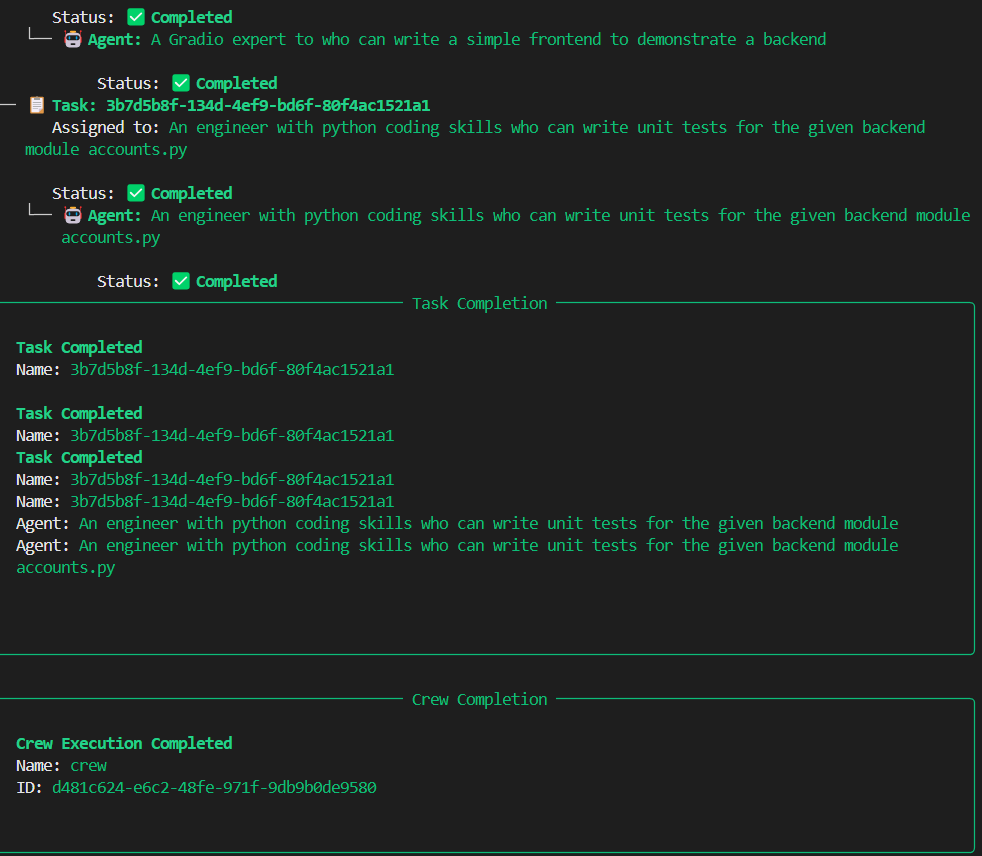 Status: ✅ Completed
└── 🤖 Agent: A Gradio expert to who can write a simple frontend to demonstrate a backend
Status: ✅ Completed
── 📋 Task: 3b7d5b8f-134d-4ef9-bd6f-80f4ac1521a1
Assigned to: An engineer with python coding skills who can write unit tests for the given backend
module accounts.py
Status: ✅ Completed
└── 🤖 Agent: An engineer with python coding skills who can write unit tests for the given backend module
accounts.py
Status: ✅ Completed
Task Completion
Task Completed
Name: 3b7d5b8f-134d-4ef9-bd6f-80f4ac1521a1
Task Completed
Name: 3b7d5b8f-134d-4ef9-bd6f-80f4ac1521a1
Task Completed
Name: 3b7d5b8f-134d-4ef9-bd6f-80f4ac1521a1
Name: 3b7d5b8f-134d-4ef9-bd6f-80f4ac1521a1
Agent: An engineer with python coding skills who can write unit tests for the given backend module
Agent: An engineer with python coding skills who can write unit tests for the given backend module
accounts.py
Crew Completion
Crew Execution Completed
Name: crew
ID: d481c624-e6c2-48fe-971f-9db9b0de9580